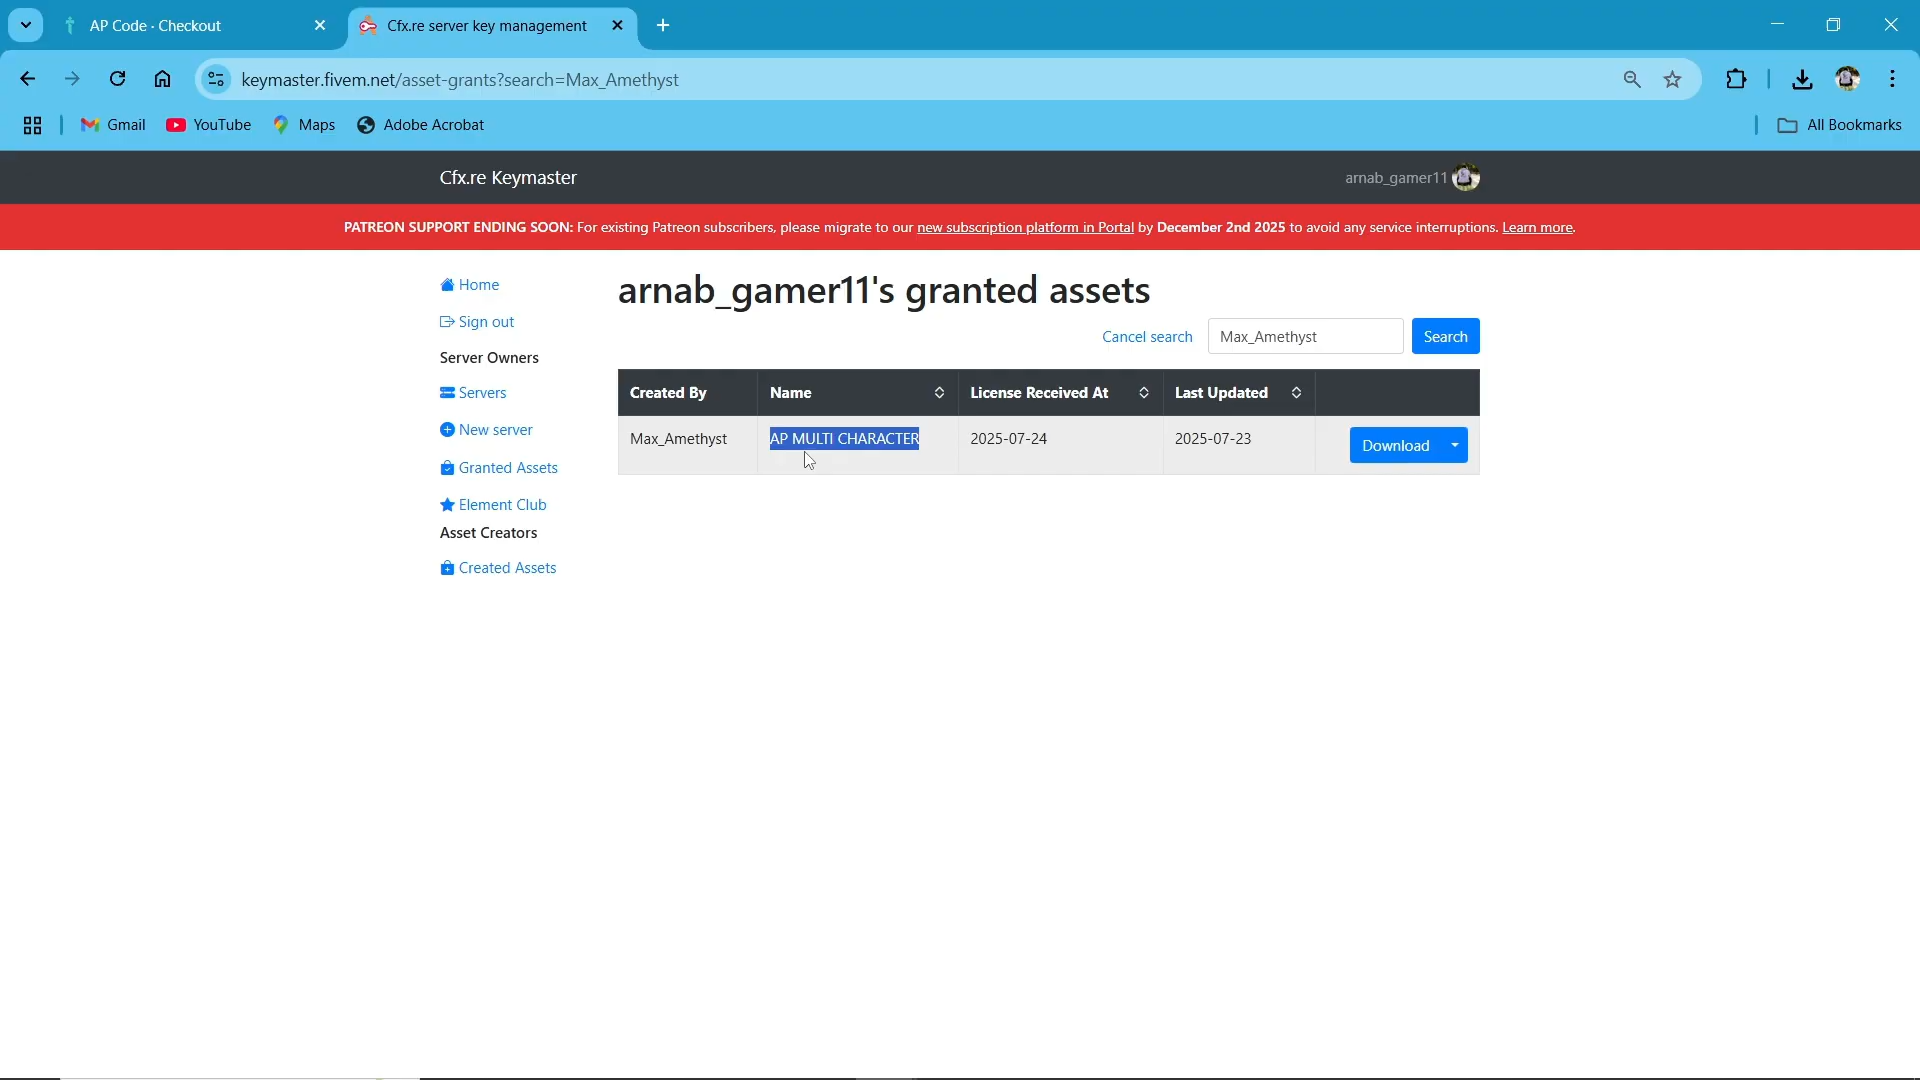 AP Code · Checkout
Cfx.re server key management
keymaster.fivem.net/asset-grants?search=Max_Amethyst
Gmail
YouTube
Maps
Adobe Acrobat
All Bookmarks
Cfx.re Keymaster
arnab_gamer11
PATREON SUPPORT ENDING SOON: For existing Patreon subscribers, please migrate to our new subscription platform in Portal by December 2nd 2025 to avoid any service interruptions. Learn more.
Home
Sign out
Server Owners
Servers
New server
Granted Assets
Element Club
Asset Creators
Created Assets
arnab_gamer11's granted assets
Cancel search
Max_Amethyst
Search
Created By Name License Received At Last Updated
Max_Amethyst AP MULTI CHARACTER 2025-07-24 2025-07-23 Download